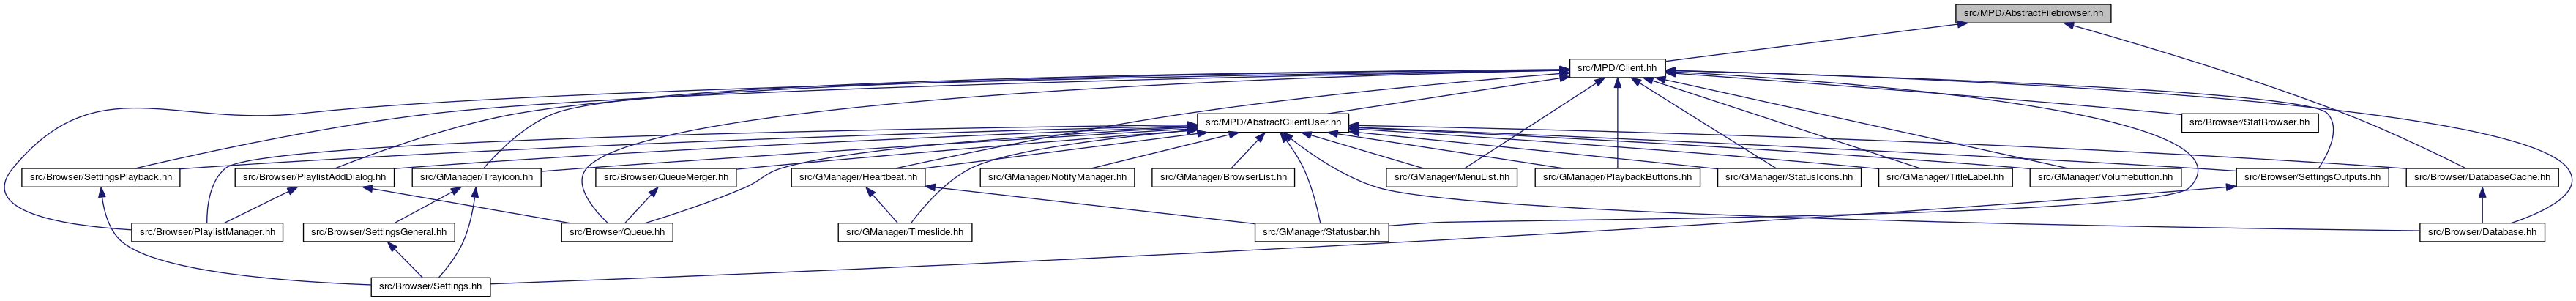 src/MPD/AbstractFilebrowser.hh
src/MPD/Client.hh
src/MPD/AbstractClientUser.hh
src/Browser/StatBrowser.hh
src/Browser/SettingsPlayback.hh
src/Browser/PlaylistAddDialog.hh
src/GManager/Trayicon.hh
src/Browser/QueueMerger.hh
src/GManager/Heartbeat.hh
src/GManager/NotifyManager.hh
src/GManager/BrowserList.hh
src/GManager/MenuList.hh
src/GManager/PlaybackButtons.hh
src/GManager/StatusIcons.hh
src/GManager/TitleLabel.hh
src/GManager/Volumebutton.hh
src/Browser/SettingsOutputs.hh
src/Browser/DatabaseCache.hh
src/Browser/PlaylistManager.hh
src/Browser/SettingsGeneral.hh
src/Browser/Queue.hh
src/GManager/Timeslide.hh
src/GManager/Statusbar.hh
src/Browser/Database.hh
src/Browser/Settings.hh